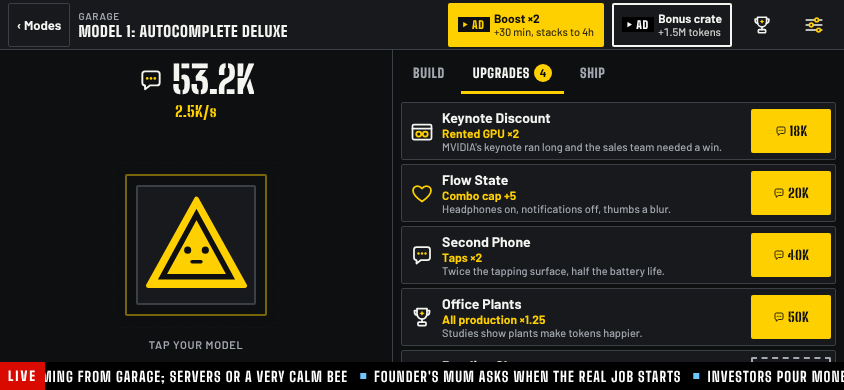 ‹ Modes
GARAGE
MODEL 1: AUTOCOMPLETE DELUXE
AD
Boost ×2
+30 min, stacks to 4h
AD
Bonus crate
+1.5M tokens
53.2K
2.5K/s
TAP YOUR MODEL
BUILD
UPGRADES 4
SHIP
Keynote Discount
Rented GPU ×2
MVIDIA's keynote ran long and the sales team needed a win.
18K
Flow State
Combo cap +5
Headphones on, notifications off, thumbs a blur.
20K
Second Phone
Taps ×2
Twice the tapping surface, half the battery life.
40K
Office Plants
All production ×1.25
Studies show plants make tokens happier.
50K
LIVE
MING FROM GARAGE; SERVERS OR A VERY CALM BEE ■ FOUNDER'S MUM ASKS WHEN THE REAL JOB STARTS ■ INVESTORS POUR MONE